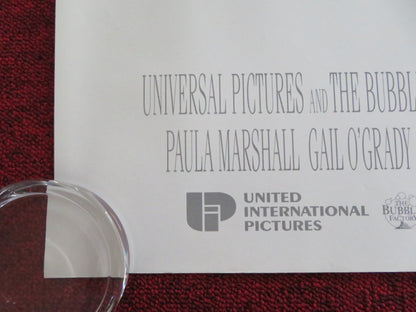 UNIVERSAL PICTURES AND THE BUBBL
PAULA MARSHALL GAIL O'GRADY
UNITED
INTERNATIONAL
PICTURES
THE
BUBBLE
FACTORY